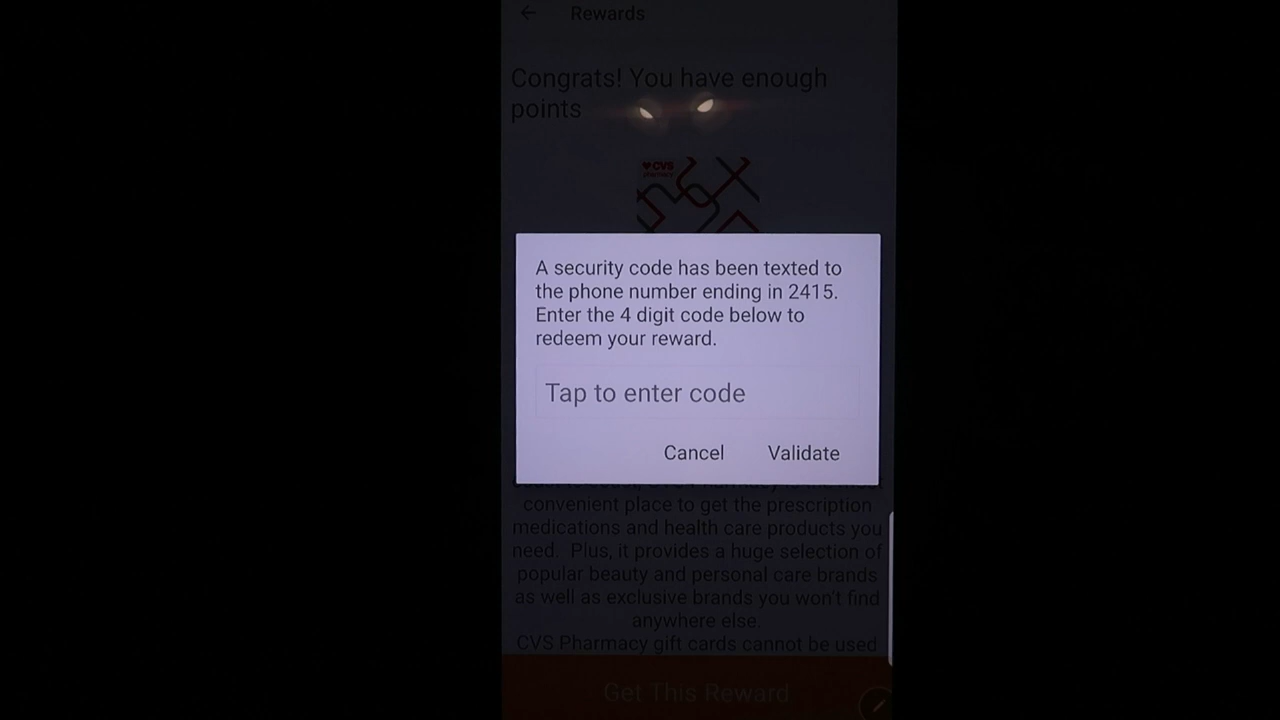 Rewards
Congrats! You have enough
points
CVS
pharmacy
A security code has been texted to
the phone number ending in 2415.
Enter the 4 digit code below to
redeem your reward.
Tap to enter code
Cancel Validate
convenient place to get the prescription
medications and health care products you
need. Plus, it provides a huge selection of
popular beauty and personal care brands
as well as exclusive brands you won't find
anywhere else.
CVS Pharmacy gift cards cannot be used
Get This Reward